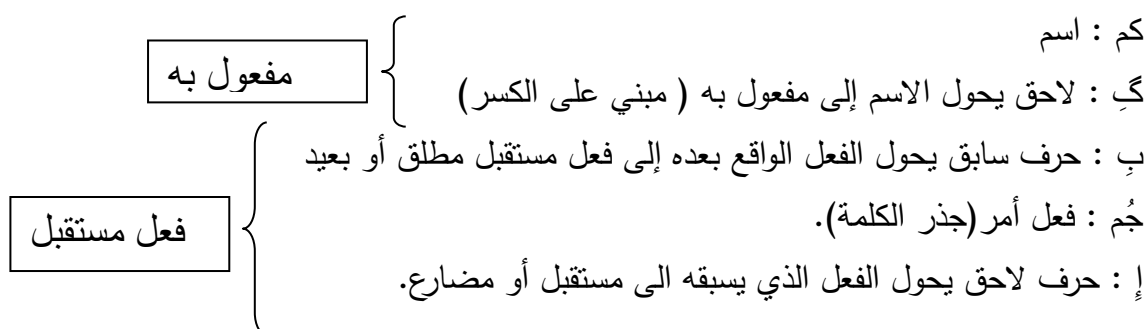 كم : اسم
گِ : لاحق يحول الاسم إلى مفعول به ( مبني على الكسر)
مفعول به
بِ : حرف سابق يحول الفعل الواقع بعده إلى فعل مستقبل مطلق أو بعيد
جُم : فعل أمر(جذر الكلمة).
إِ : حرف لاحق يحول الفعل الذي يسبقه الى مستقبل أو مضارع.
فعل مستقبل